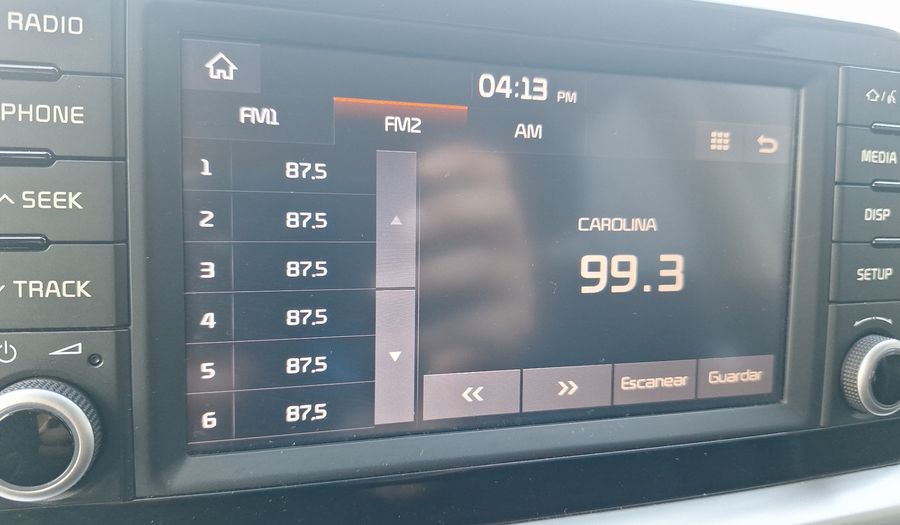 RADIO
PHONE
SEEK
TRACK
04:13 PM
FM1 FM2 AM
1 87.5
2 87.5
3 87.5
4 87.5
5 87.5
6 87.5
CAROLINA
99.3
Escanear Guardar
MEDIA
DISP
SETUP